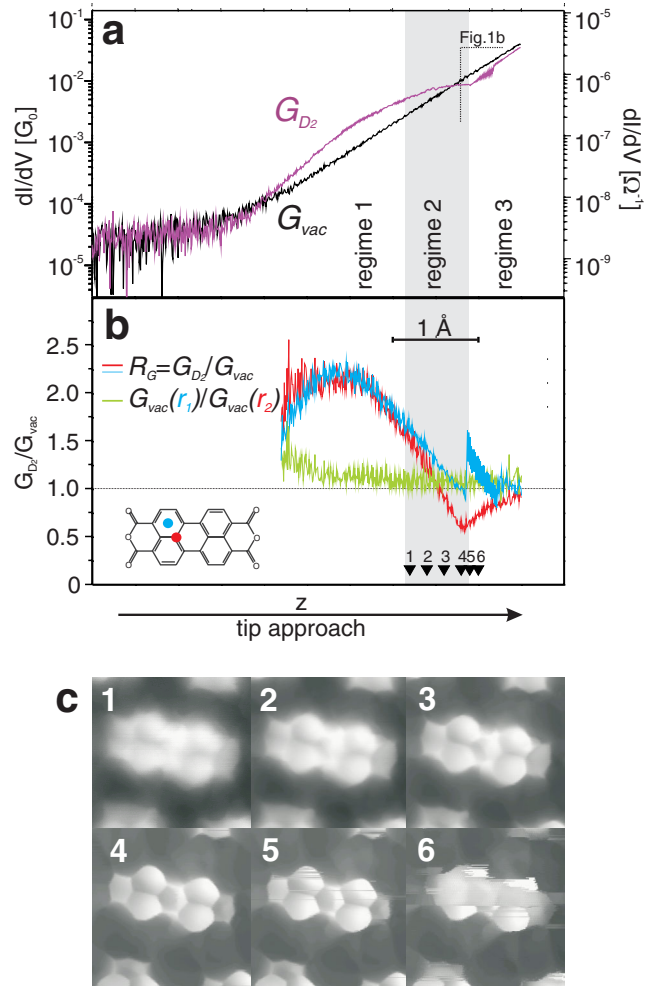 a
10⁻¹
10⁻²
10⁻³
10⁻⁴
10⁻⁵
dI/dV [G₀]
10⁻⁵
10⁻⁶
10⁻⁷
10⁻⁸
10⁻⁹
dI/dV [Ω⁻¹]
Fig.1b
G_D₂
G_vac
regime 1
regime 2
regime 3
b
1 Å
2.5
2.0
1.5
1.0
0.5
0
G_D₂/G_vac
R_G=G_D₂/G_vac
G_vac(r₁)/G_vac(r₂)
O O
O O
O O
1 2 3 4 5 6
z
tip approach
c
1 2 3
4 5 6